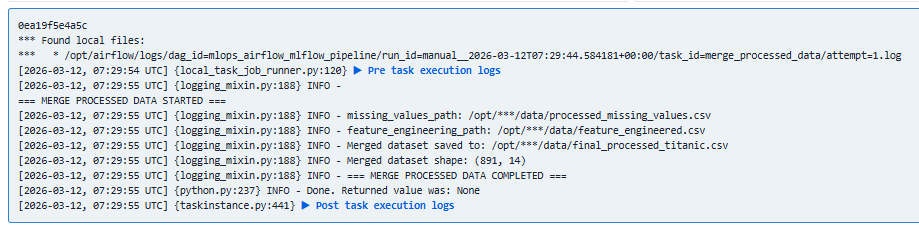 0ea19f5e4a5c
*** Found local files:
***   * /opt/airflow/logs/dag_id=mlops_airflow_mlflow_pipeline/run_id=manual__2026-03-12T07:29:44.584181+00:00/task_id=merge_processed_data/attempt=1.log
[2026-03-12, 07:29:54 UTC] {local_task_job_runner.py:120} ▶ Pre task execution logs
[2026-03-12, 07:29:55 UTC] {logging_mixin.py:188} INFO -
=== MERGE PROCESSED DATA STARTED ===
[2026-03-12, 07:29:55 UTC] {logging_mixin.py:188} INFO - missing_values_path: /opt/***/data/processed_missing_values.csv
[2026-03-12, 07:29:55 UTC] {logging_mixin.py:188} INFO - feature_engineering_path: /opt/***/data/feature_engineered.csv
[2026-03-12, 07:29:55 UTC] {logging_mixin.py:188} INFO - Merged dataset saved to: /opt/***/data/final_processed_titanic.csv
[2026-03-12, 07:29:55 UTC] {logging_mixin.py:188} INFO - Merged dataset shape: (891, 14)
[2026-03-12, 07:29:55 UTC] {logging_mixin.py:188} INFO - === MERGE PROCESSED DATA COMPLETED ===
[2026-03-12, 07:29:55 UTC] {python.py:237} INFO - Done. Returned value was: None
[2026-03-12, 07:29:55 UTC] {taskinstance.py:441} ▶ Post task execution logs